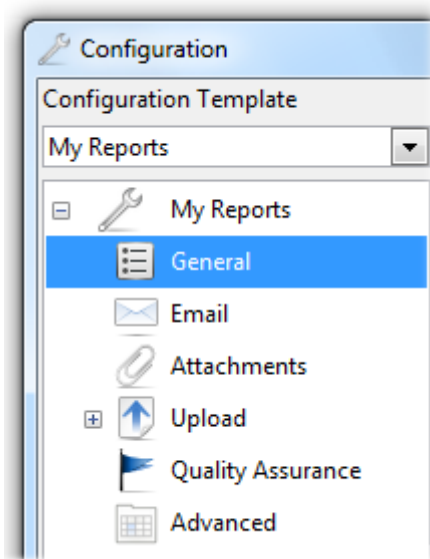 Configuration
Configuration Template
My Reports
My Reports
General
Email
Attachments
Upload
Quality Assurance
Advanced